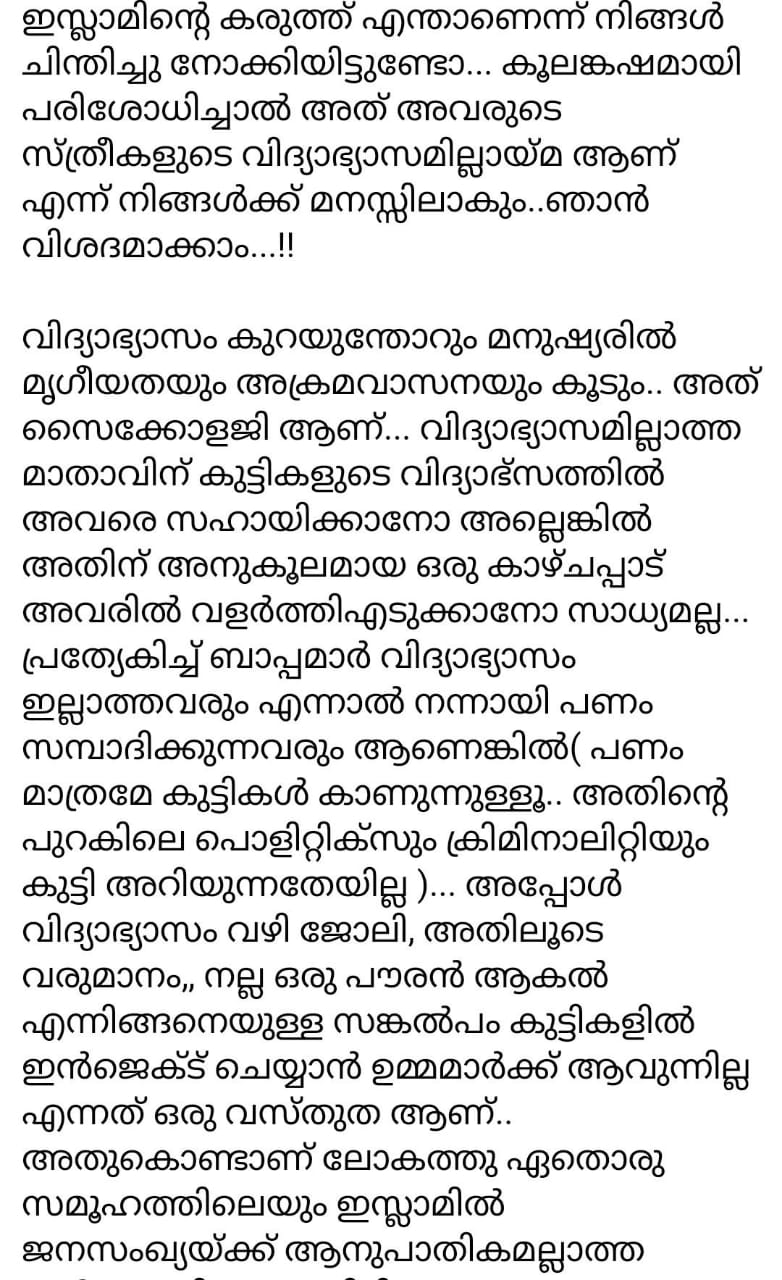 ഇസ്ലാമിന്റെ കരുത്ത് എന്താണെന്ന് നിങ്ങൾ
ചിന്തിച്ചു നോക്കിയിട്ടുണ്ടോ... കൂലങ്കഷമായി
പരിശോധിച്ചാൽ അത് അവരുടെ
സ്ത്രീകളുടെ വിദ്യാഭ്യാസമില്ലായ്മ ആണ്
എന്ന് നിങ്ങൾക്ക് മനസ്സിലാകും..ഞാൻ
വിശദമാക്കാം...!!

വിദ്യാഭ്യാസം കുറയുന്തോറും മനുഷ്യരിൽ
മൃഗീയതയും അക്രമവാസനയും കൂടും.. അത്
സൈക്കോളജി ആണ്... വിദ്യാഭ്യാസമില്ലാത്ത
മാതാവിന് കുട്ടികളുടെ വിദ്യാഭ്സത്തിൽ
അവരെ സഹായിക്കാനോ അല്ലെങ്കിൽ
അതിന് അനുകൂലമായ ഒരു കാഴ്ചപ്പാട്
അവരിൽ വളർത്തിഎടുക്കാനോ സാധ്യമല്ല...
പ്രത്യേകിച്ച് ബാപ്പമാർ വിദ്യാഭ്യാസം
ഇല്ലാത്തവരും എന്നാൽ നന്നായി പണം
സമ്പാദിക്കുന്നവരും ആണെങ്കിൽ( പണം
മാത്രമേ കുട്ടികൾ കാണുന്നുള്ളൂ.. അതിന്റെ
പുറകിലെ പൊളിറ്റിക്സും ക്രിമിനാലിറ്റിയും
കുട്ടി അറിയുന്നതേയില്ല )... അപ്പോൾ
വിദ്യാഭ്യാസം വഴി ജോലി, അതിലൂടെ
വരുമാനം,, നല്ല ഒരു പൗരൻ ആകൽ
എന്നിങ്ങനെയുള്ള സങ്കൽപം കുട്ടികളിൽ
ഇൻജെക്ട് ചെയ്യാൻ ഉമ്മമാർക്ക് ആവുന്നില്ല
എന്നത് ഒരു വസ്തുത ആണ്..
അതുകൊണ്ടാണ് ലോകത്തു ഏതൊരു
സമൂഹത്തിലെയും ഇസ്ലാമിൽ
ജനസംഖ്യയ്ക്ക് ആനുപാതികമല്ലാത്ത